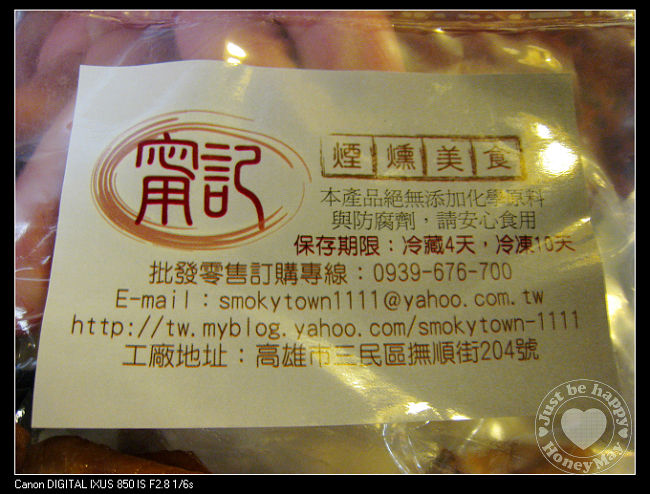 甯記
煙燻美食
本產品絕無添加化學原料
與防腐劑，請安心食用
保存期限：冷藏4天，冷凍10天
批發零售訂購專線：0939-676-700
E-mail：smokytown1111@yahoo.com.tw
http://tw.myblog.yahoo.com/smokytown-1111
工廠地址：高雄市三民區撫順街204號
Just be happy
HoneyMay
Canon DIGITAL IXUS 850 IS F2.8 1/6s